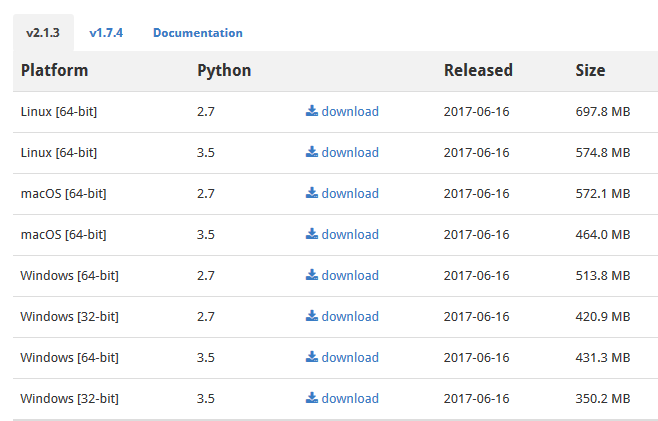 v2.1.3 v1.7.4 Documentation
Platform Python Released Size
Linux [64-bit] 2.7 download 2017-06-16 697.8 MB
Linux [64-bit] 3.5 download 2017-06-16 574.8 MB
macOS [64-bit] 2.7 download 2017-06-16 572.1 MB
macOS [64-bit] 3.5 download 2017-06-16 464.0 MB
Windows [64-bit] 2.7 download 2017-06-16 513.8 MB
Windows [32-bit] 2.7 download 2017-06-16 420.9 MB
Windows [64-bit] 3.5 download 2017-06-16 431.3 MB
Windows [32-bit] 3.5 download 2017-06-16 350.2 MB